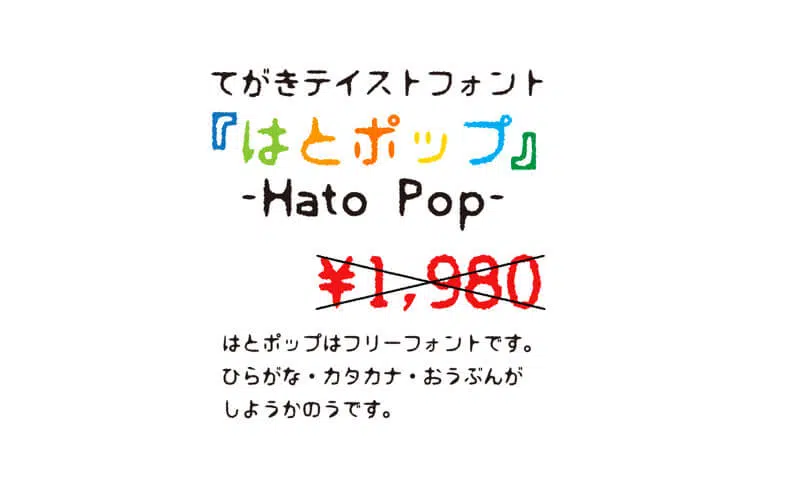 てがきテイストフォント
『はとポップ』
-Hato Pop-
¥1,980
はとポップはフリーフォントです。
ひらがな・カタカナ・おうぶんが
しようかのうです。